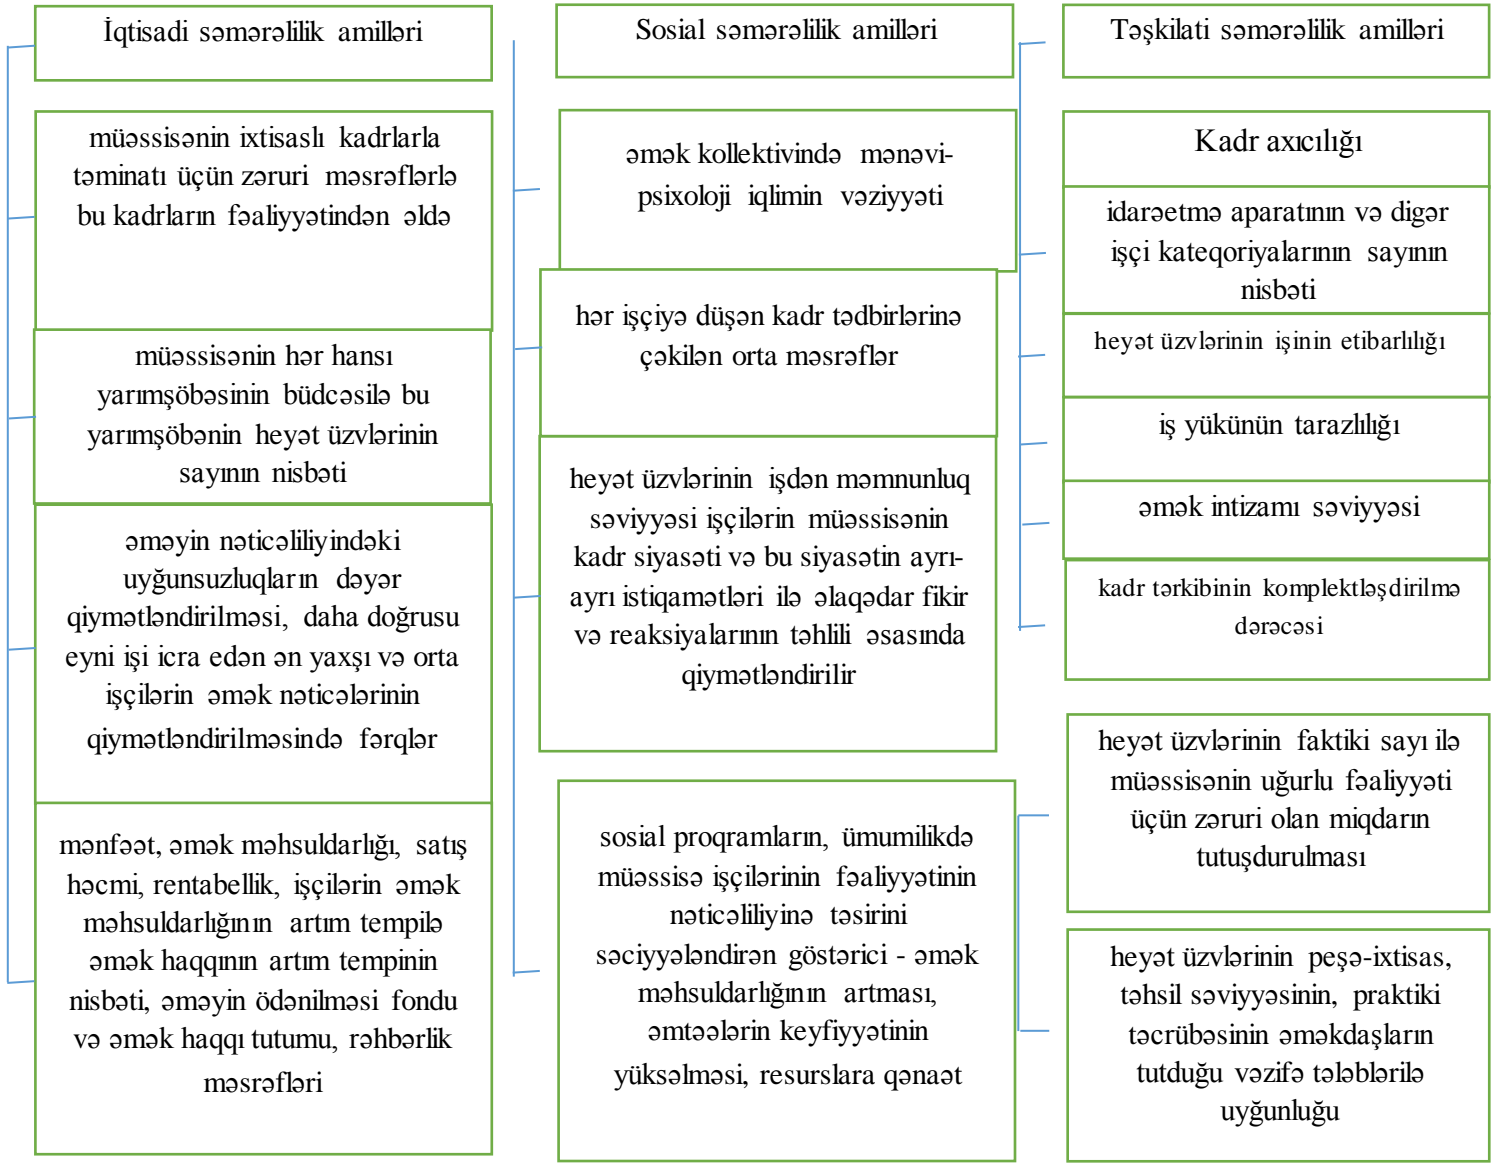 İqtisadi səmərəlilik amilləri
müəssisənin ixtisaslı kadrlarla
təminatı üçün zəruri məsrəflərlə
bu kadrların fəaliyyətindən əldə
müəssisənin hər hansı
yarımşöbəsinin büdcəsilə bu
yarımşöbənin heyət üzvlərinin
sayının nisbəti
əməyin nəticəliliyindəki
uyğunsuzluqların dəyər
qiymətləndirilməsi, daha doğrusu
eyni işi icra edən ən yaxşı və orta
işçilərin əmək nəticələrinin
qiymətləndirilməsində fərqlər
mənfəət, əmək məhsuldarlığı, satış
həcmi, rentabellik, işçilərin əmək
məhsuldarlığının artım tempilə
əmək haqqının artım tempinin
nisbəti, əməyin ödənilməsi fondu
və əmək haqqı tutumu, rəhbərlik
məsrəfləri
Sosial səmərəlilik amilləri
əmək kollektivində mənəvi-
psixoloji iqlimin vəziyyəti
hər işçiyə düşən kadr tədbirlərinə
çəkilən orta məsrəflər
heyət üzvlərinin işdən məmnunluq
səviyyəsi işçilərin müəssisənin
kadr siyasəti və bu siyasətin ayrı-
ayrı istiqamətləri ilə əlaqədar fikir
və reaksiyalarının təhlili əsasında
qiymətləndirilir
sosial proqramların, ümumilikdə
müəssisə işçilərinin fəaliyyətinin
nəticəliliyinə təsirini
səciyyələndirən göstərici - əmək
məhsuldarlığının artması,
əmtəələrin keyfiyyətinin
yüksəlməsi, resurslara qənaət
Təşkilati səmərəlilik amilləri
Kadr axıcılığı
idarəetmə aparatının və digər
işçi kateqoriyalarının sayının
nisbəti
heyət üzvlərinin işinin etibarlılığı
iş yükünün tarazlılığı
əmək intizamı səviyyəsi
kadr tərkibinin komplektləşdirilmə
dərəcəsi
heyət üzvlərinin faktiki sayı ilə
müəssisənin uğurlu fəaliyyəti
üçün zəruri olan miqdarın
tutuşdurulması
heyət üzvlərinin peşə-ixtisas,
təhsil səviyyəsinin, praktiki
təcrübəsinin əməkdaşların
tutduğu vəzifə tələblərilə
uyğunluğu